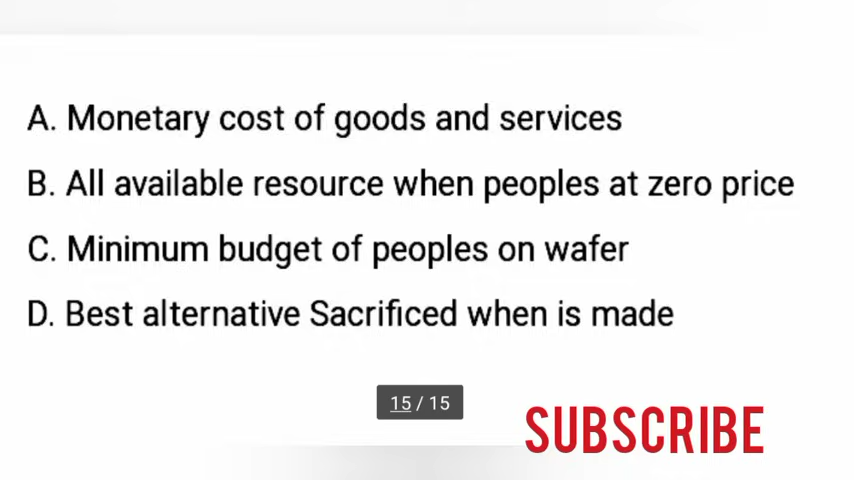 A. Monetary cost of goods and services
B. All available resource when peoples at zero price
C. Minimum budget of peoples on wafer
D. Best alternative Sacrificed when is made
15 / 15
SUBSCRIBE